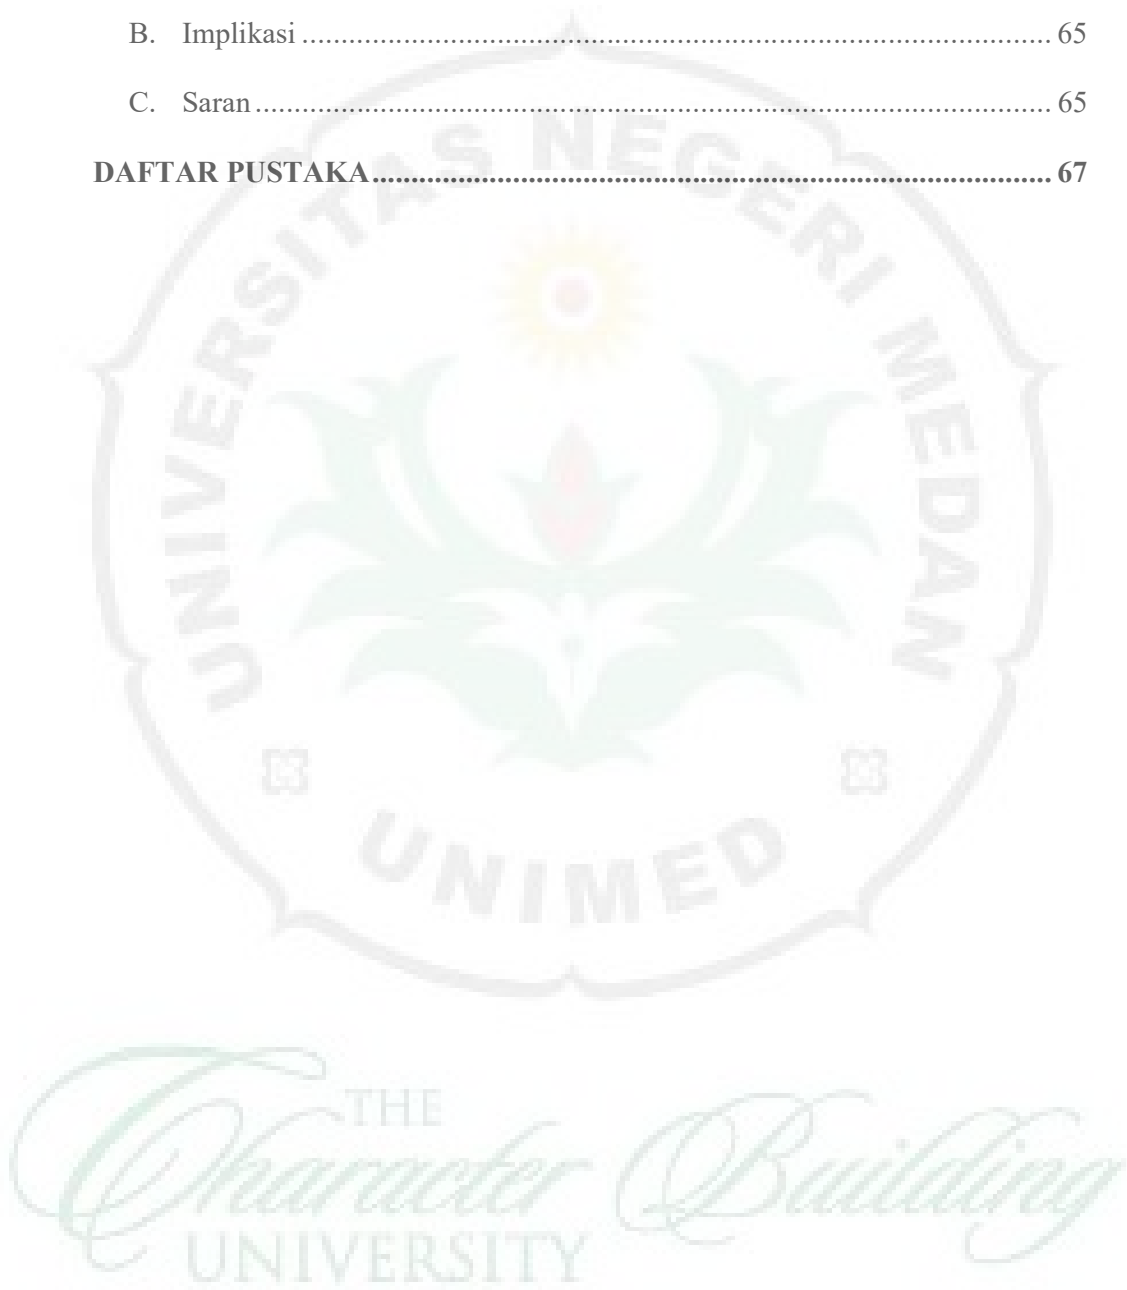 B. Implikasi ........................................................................................ 65
C. Saran ........................................................................................ 65
DAFTAR PUSTAKA ........................................................................................ 67
UNIVERSITAS NEGERI MEDAN
UNIMED
THE
Character Building
UNIVERSITY